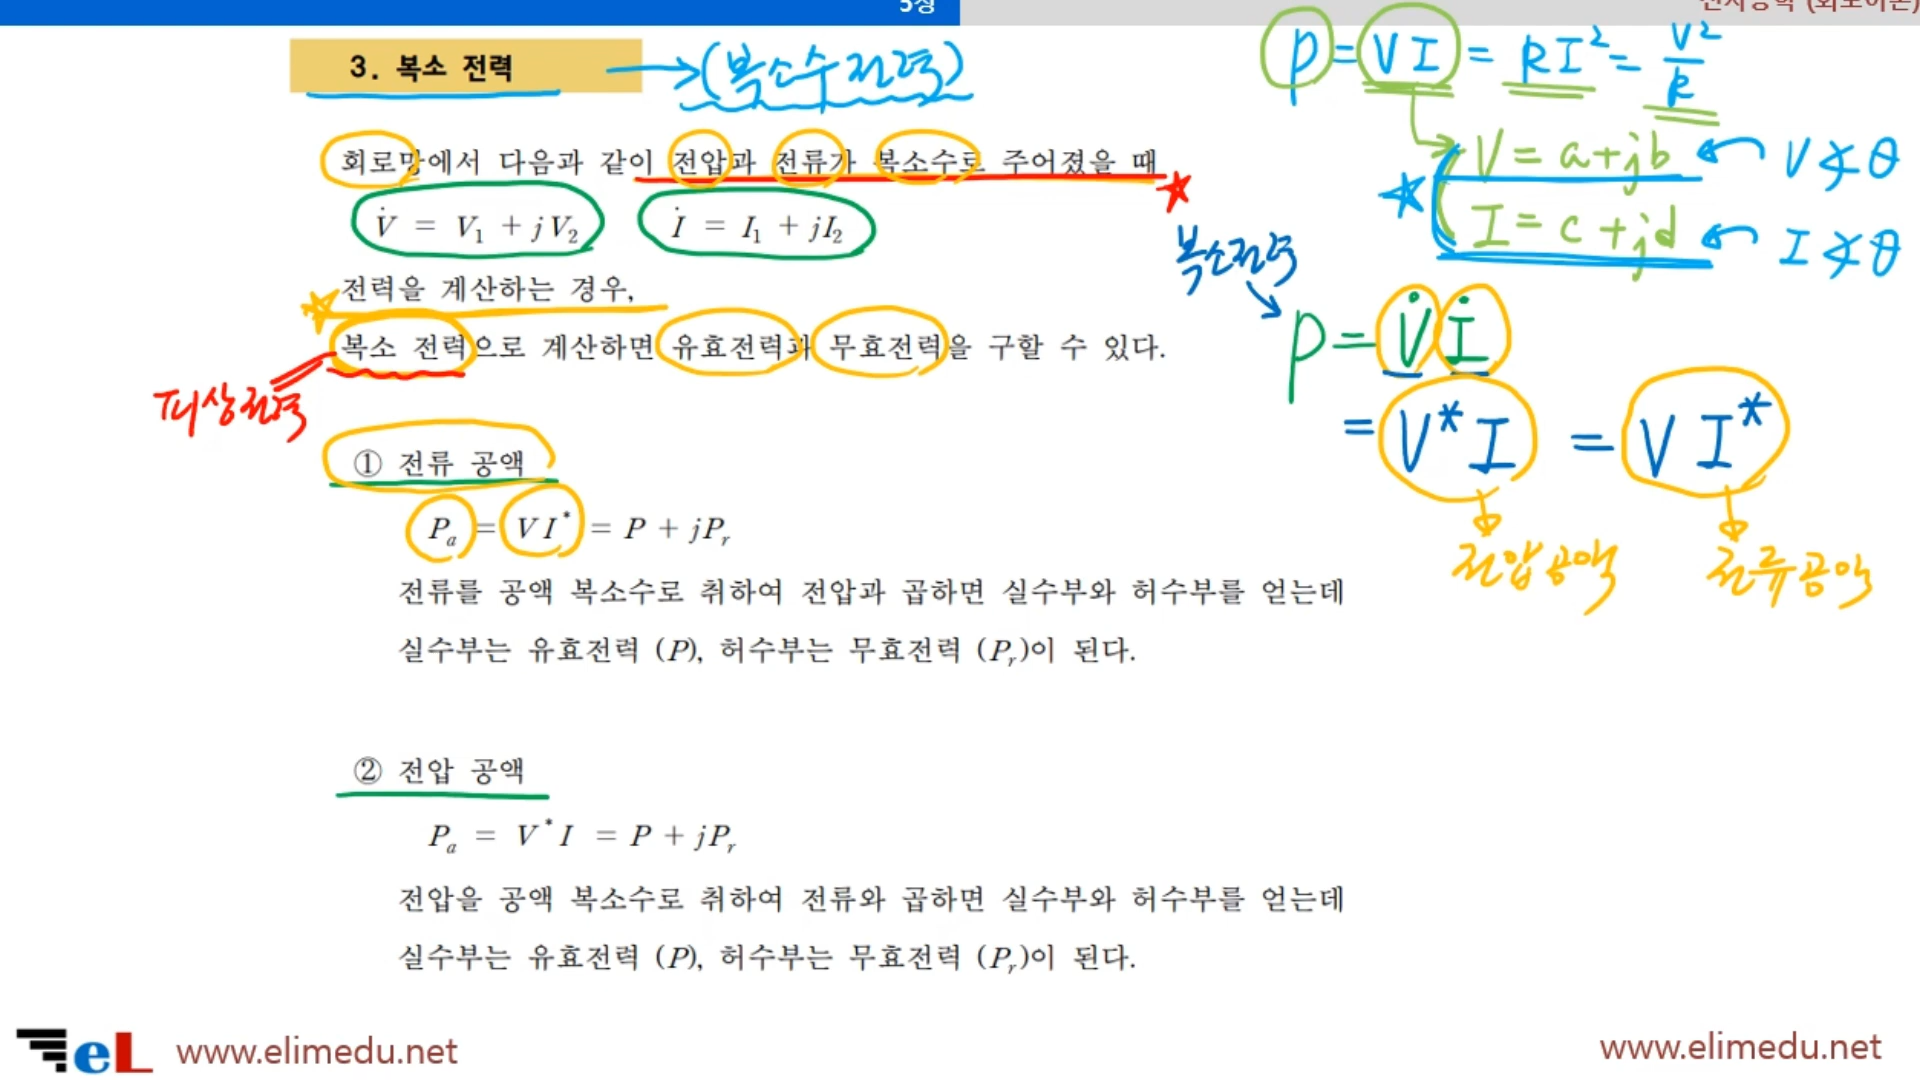 5장
전자공학 (회로이론)
3. 복소 전력
(복소수 전력)
P = VI = RI² = V²/R
V = a + jb V∡θ
I = c + jd I∡θ
회로망에서 다음과 같이 전압과 전류가 복소수로 주어졌을 때
V̇ = V₁ + jV₂ İ = I₁ + jI₂
전력을 계산하는 경우,
복소 전력으로 계산하면 유효전력과 무효전력을 구할 수 있다.
피상전력
복소전력
P = V̇ İ
= V* I = V I*
전압공액 전류공액
① 전류 공액
Pₐ = VI* = P + jPᵣ
전류를 공액 복소수로 취하여 전압과 곱하면 실수부와 허수부를 얻는데
실수부는 유효전력 (P), 허수부는 무효전력 (Pᵣ)이 된다.
② 전압 공액
Pₐ = V*I = P + jPᵣ
전압을 공액 복소수로 취하여 전류와 곱하면 실수부와 허수부를 얻는데
실수부는 유효전력 (P), 허수부는 무효전력 (Pᵣ)이 된다.
eL www.elimedu.net
www.elimedu.net